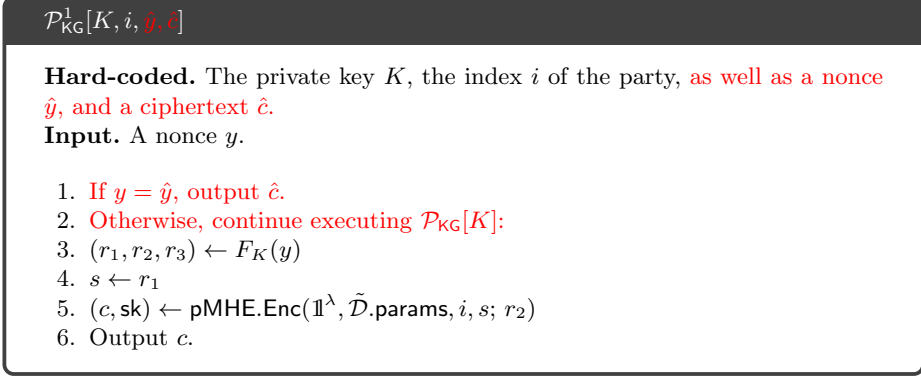 𝒫¹_KG[K, i, ŷ, ĉ]
Hard-coded. The private key K, the index i of the party, as well as a nonce
ŷ, and a ciphertext ĉ.
Input. A nonce y.
1. If y = ŷ, output ĉ.
2. Otherwise, continue executing 𝒫_KG[K]:
3. (r₁, r₂, r₃) ← F_K(y)
4. s ← r₁
5. (c, sk) ← pMHE.Enc(𝟙^λ, 𝒟̃.params, i, s; r₂)
6. Output c.